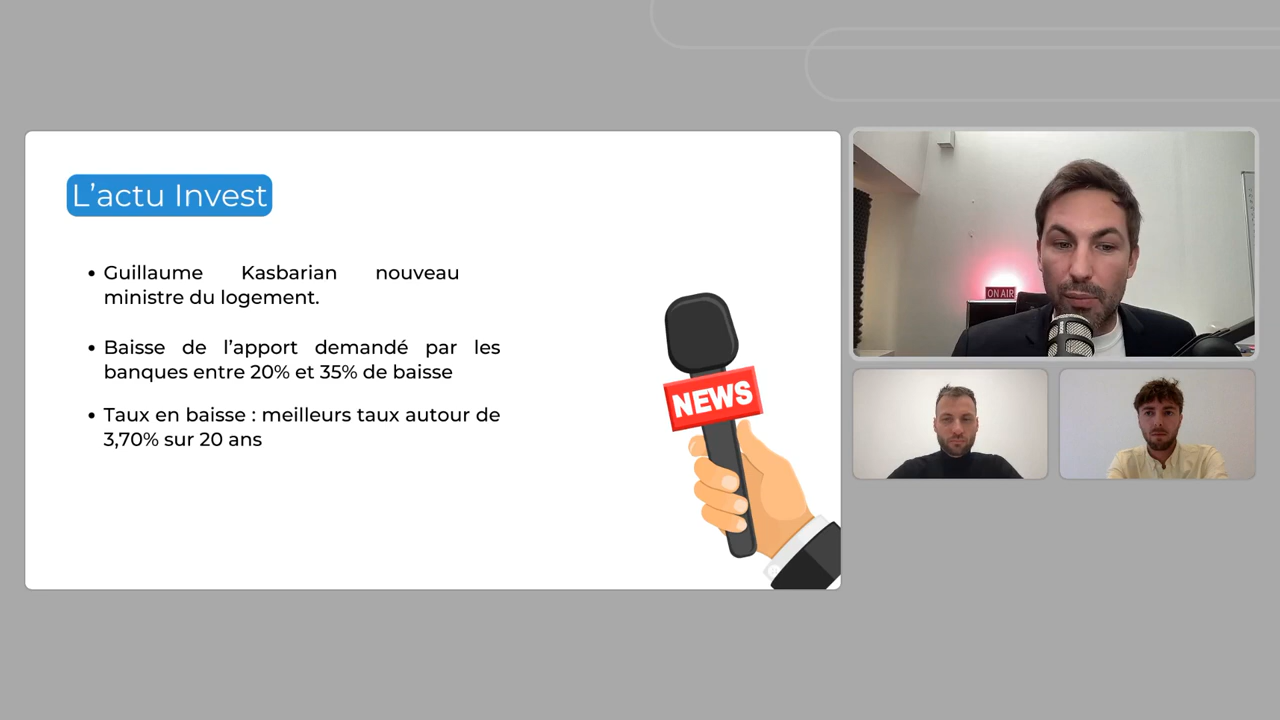 L’actu Invest
• Guillaume Kasbarian nouveau
ministre du logement.
• Baisse de l’apport demandé par les
banques entre 20% et 35% de baisse
• Taux en baisse : meilleurs taux autour de
3,70% sur 20 ans
NEWS
ON AIR